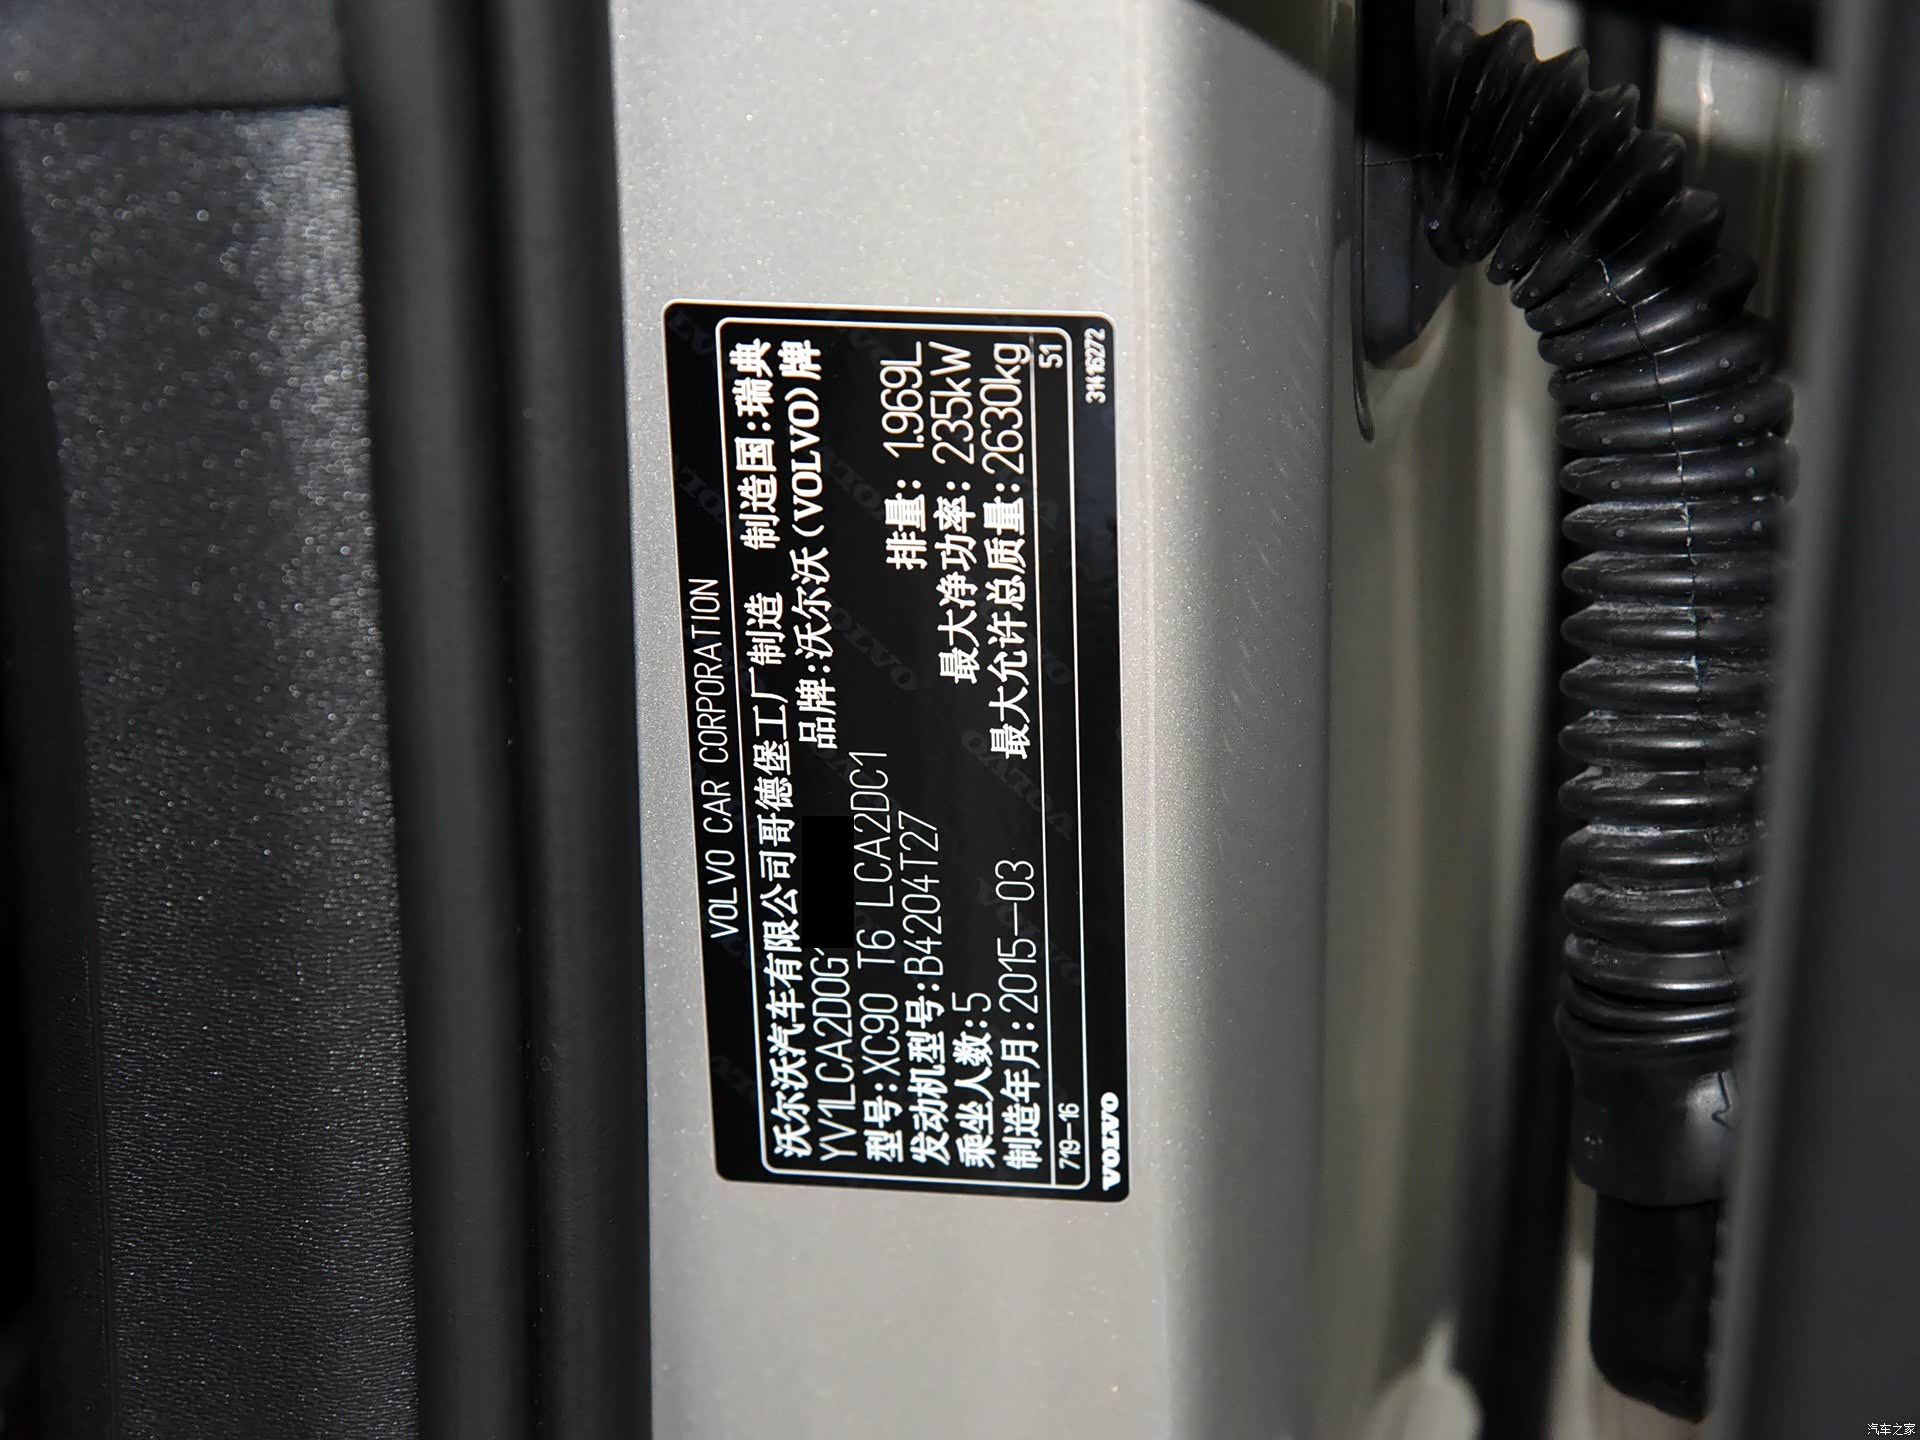 VOLVO CAR CORPORATION
沃尔沃汽车有限公司哥德堡工厂制造 制造国:瑞典
YV1LCA2D0G1 品牌:沃尔沃(VOLVO)牌
型号:XC90 T6 LCA2DC1
发动机型号:B4204T27 排量: 1.969L
乘坐人数:5 最大净功率: 235kW
制造年月:2015-03 最大允许总质量:2630kg
719-16 51
VOLVO 31416272
汽车之家